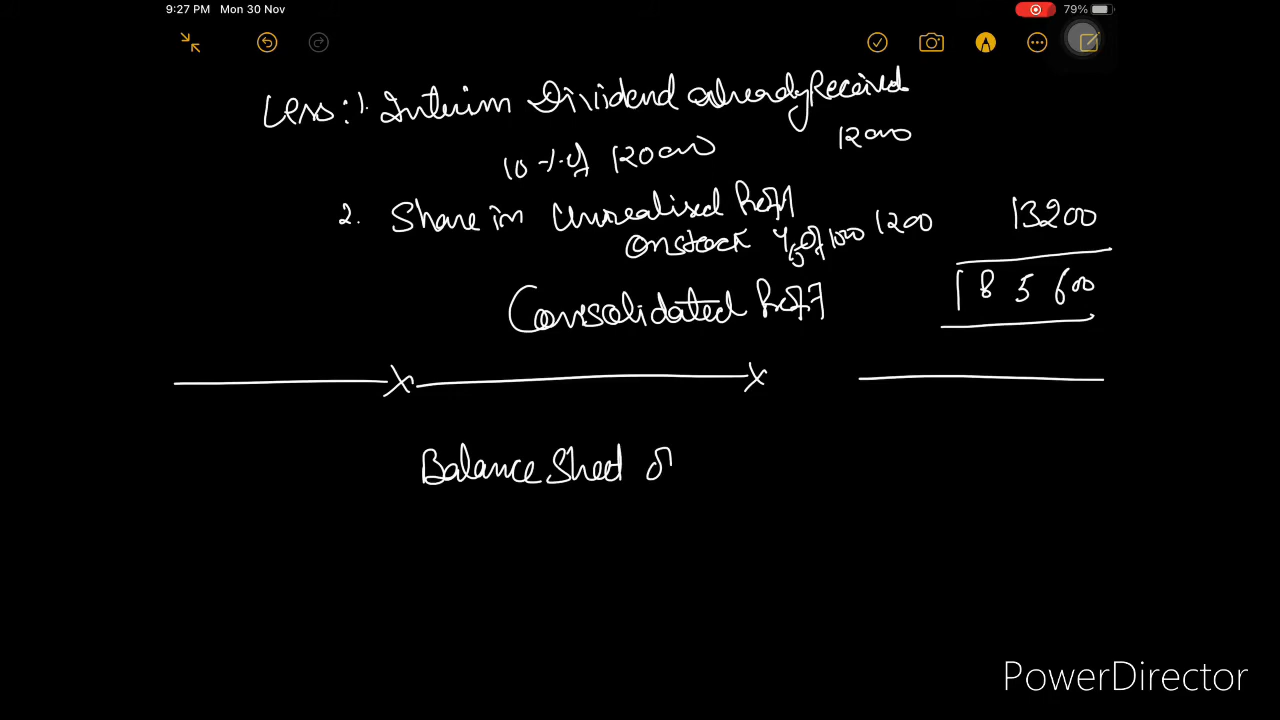 9:27 PM Mon 30 Nov 79%
Less: 1. Interim Dividend already Received
10 % of 120000 12000
2. Share in Unrealised Profit
on stock 4/5 of 1200 13200
Consolidated Profit 185600
Balance Sheet o
PowerDirector